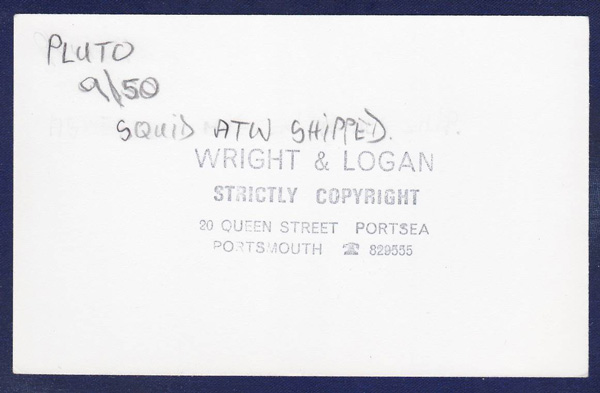 PLUTO
9/50
SQUID ATW SHIPPED.
WRIGHT & LOGAN
STRICTLY COPYRIGHT
20 QUEEN STREET PORTSEA
PORTSMOUTH ☎ 829555